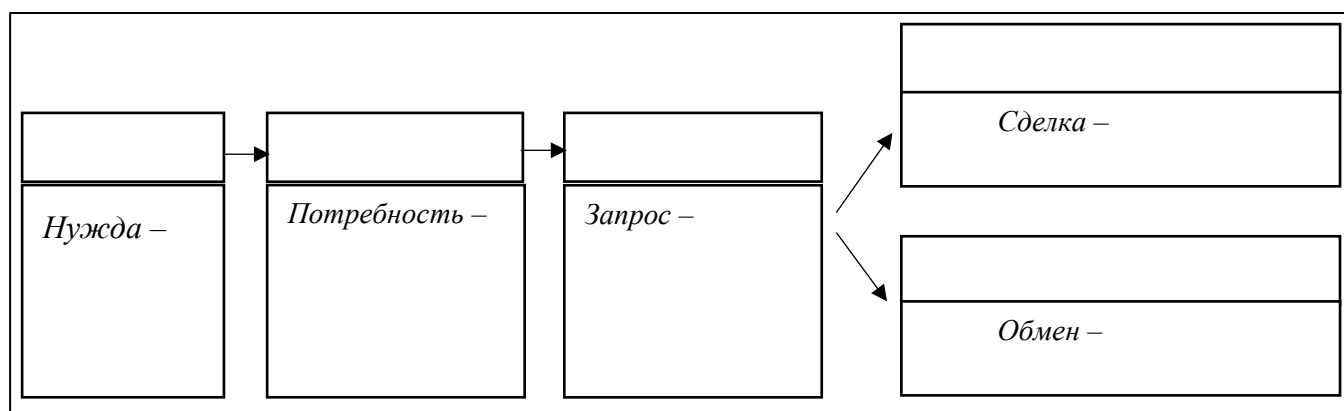 Нужда –
Потребность –
Запрос –
Сделка –
Обмен –